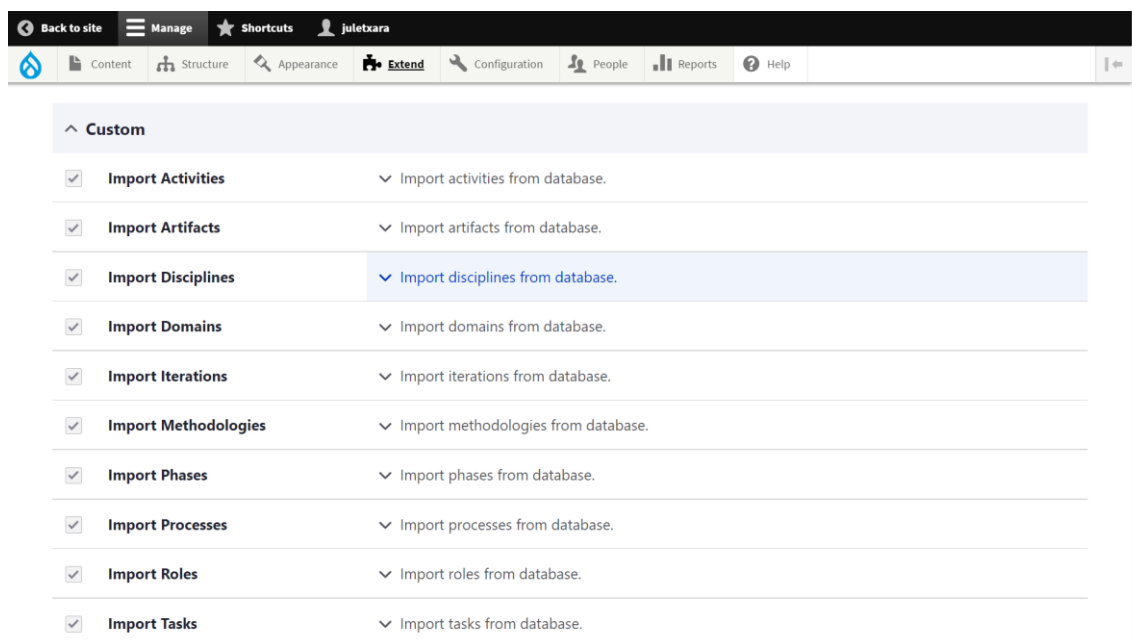 Back to site Manage Shortcuts juletxara
Content Structure Appearance Extend Configuration People Reports Help
Custom
Import Activities Import activities from database.
Import Artifacts Import artifacts from database.
Import Disciplines Import disciplines from database.
Import Domains Import domains from database.
Import Iterations Import iterations from database.
Import Methodologies Import methodologies from database.
Import Phases Import phases from database.
Import Processes Import processes from database.
Import Roles Import roles from database.
Import Tasks Import tasks from database.